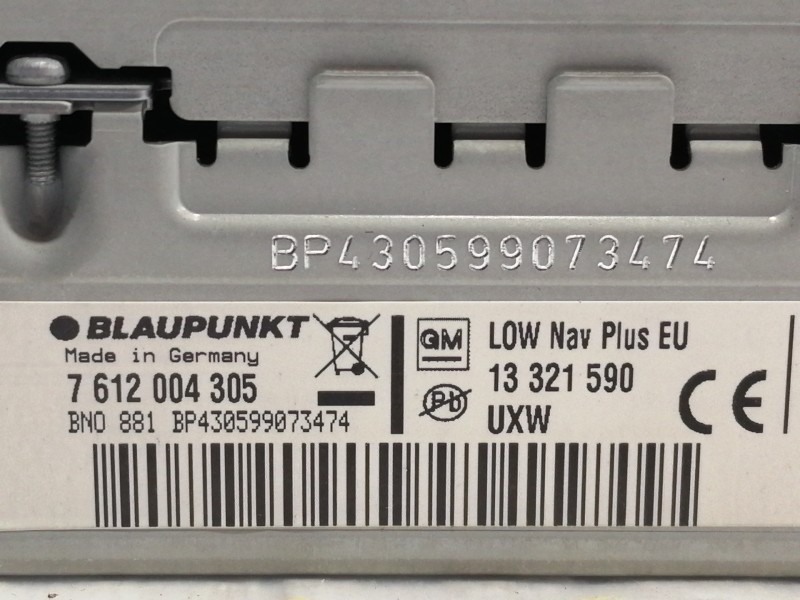 BP430599073474
BLAUPUNKT
Made in Germany
7 612 004 305
BNO 881 BP430599073474
GM
Pb
LOW Nav Plus EU
13 321 590
UXW
CE